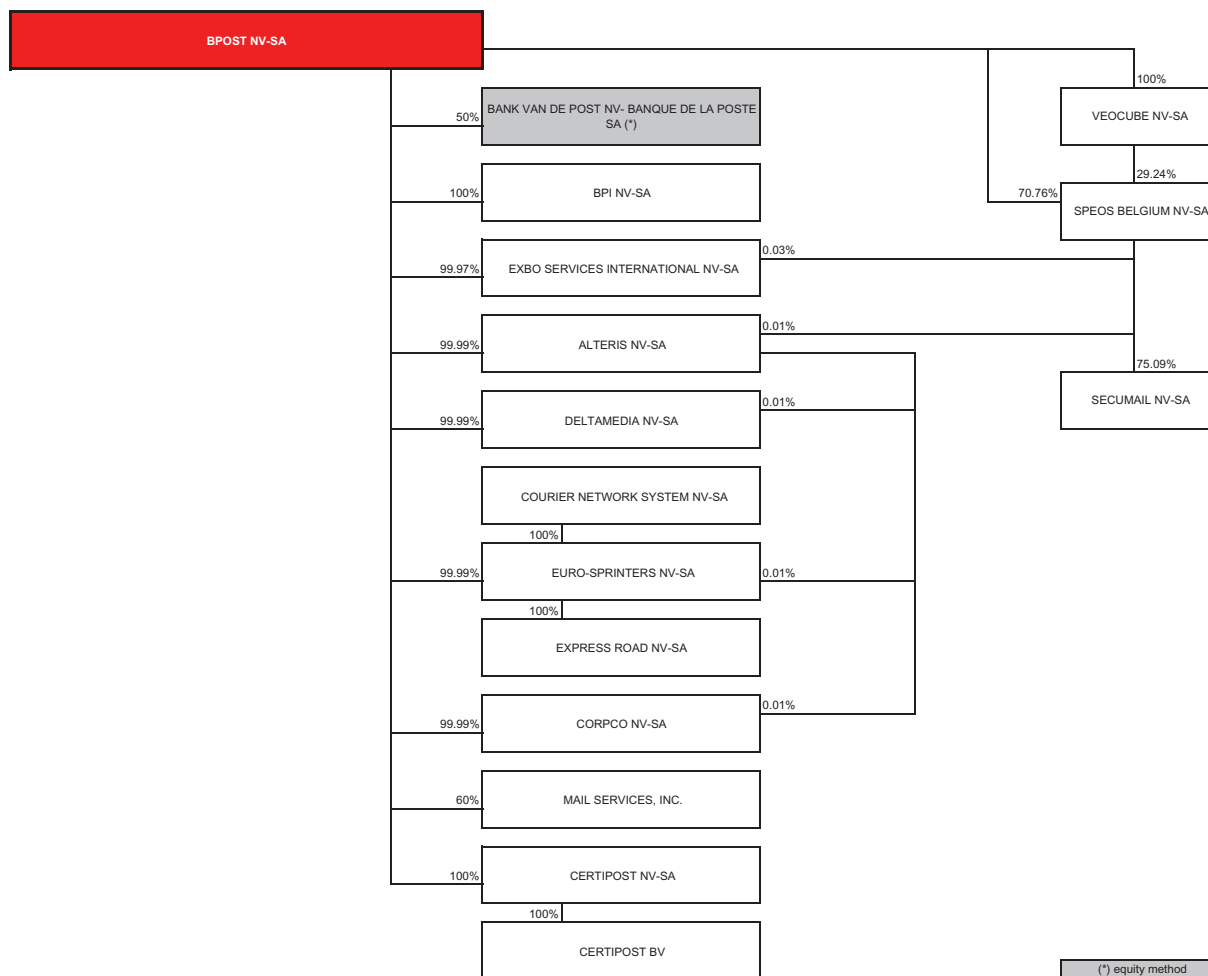 BPOST NV-SA
100%
50%
BANK VAN DE POST NV- BANQUE DE LA POSTE
SA (*)
VEOCUBE NV-SA
29.24%
100%
BPI NV-SA
70.76%
SPEOS BELGIUM NV-SA
0.03%
99.97%
EXBO SERVICES INTERNATIONAL NV-SA
0.01%
99.99%
ALTERIS NV-SA
75.09%
SECUMAIL NV-SA
0.01%
99.99%
DELTAMEDIA NV-SA
COURIER NETWORK SYSTEM NV-SA
100%
99.99%
EURO-SPRINTERS NV-SA
0.01%
100%
EXPRESS ROAD NV-SA
0.01%
99.99%
CORPCO NV-SA
60%
MAIL SERVICES, INC.
100%
CERTIPOST NV-SA
100%
CERTIPOST BV
(*) equity method